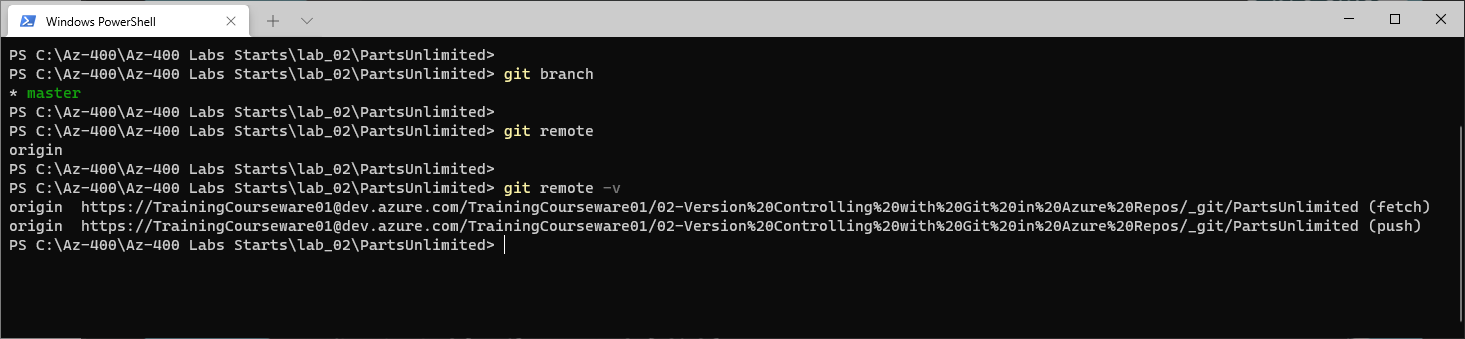 Windows PowerShell
PS C:\Az-400\Az-400 Labs Starts\lab_02\PartsUnlimited>
PS C:\Az-400\Az-400 Labs Starts\lab_02\PartsUnlimited> git branch
* master
PS C:\Az-400\Az-400 Labs Starts\lab_02\PartsUnlimited>
PS C:\Az-400\Az-400 Labs Starts\lab_02\PartsUnlimited> git remote
origin
PS C:\Az-400\Az-400 Labs Starts\lab_02\PartsUnlimited>
PS C:\Az-400\Az-400 Labs Starts\lab_02\PartsUnlimited> git remote -v
origin  https://TrainingCourseware01@dev.azure.com/TrainingCourseware01/02-Version%20Controlling%20with%20Git%20in%20Azure%20Repos/_git/PartsUnlimited (fetch)
origin  https://TrainingCourseware01@dev.azure.com/TrainingCourseware01/02-Version%20Controlling%20with%20Git%20in%20Azure%20Repos/_git/PartsUnlimited (push)
PS C:\Az-400\Az-400 Labs Starts\lab_02\PartsUnlimited>